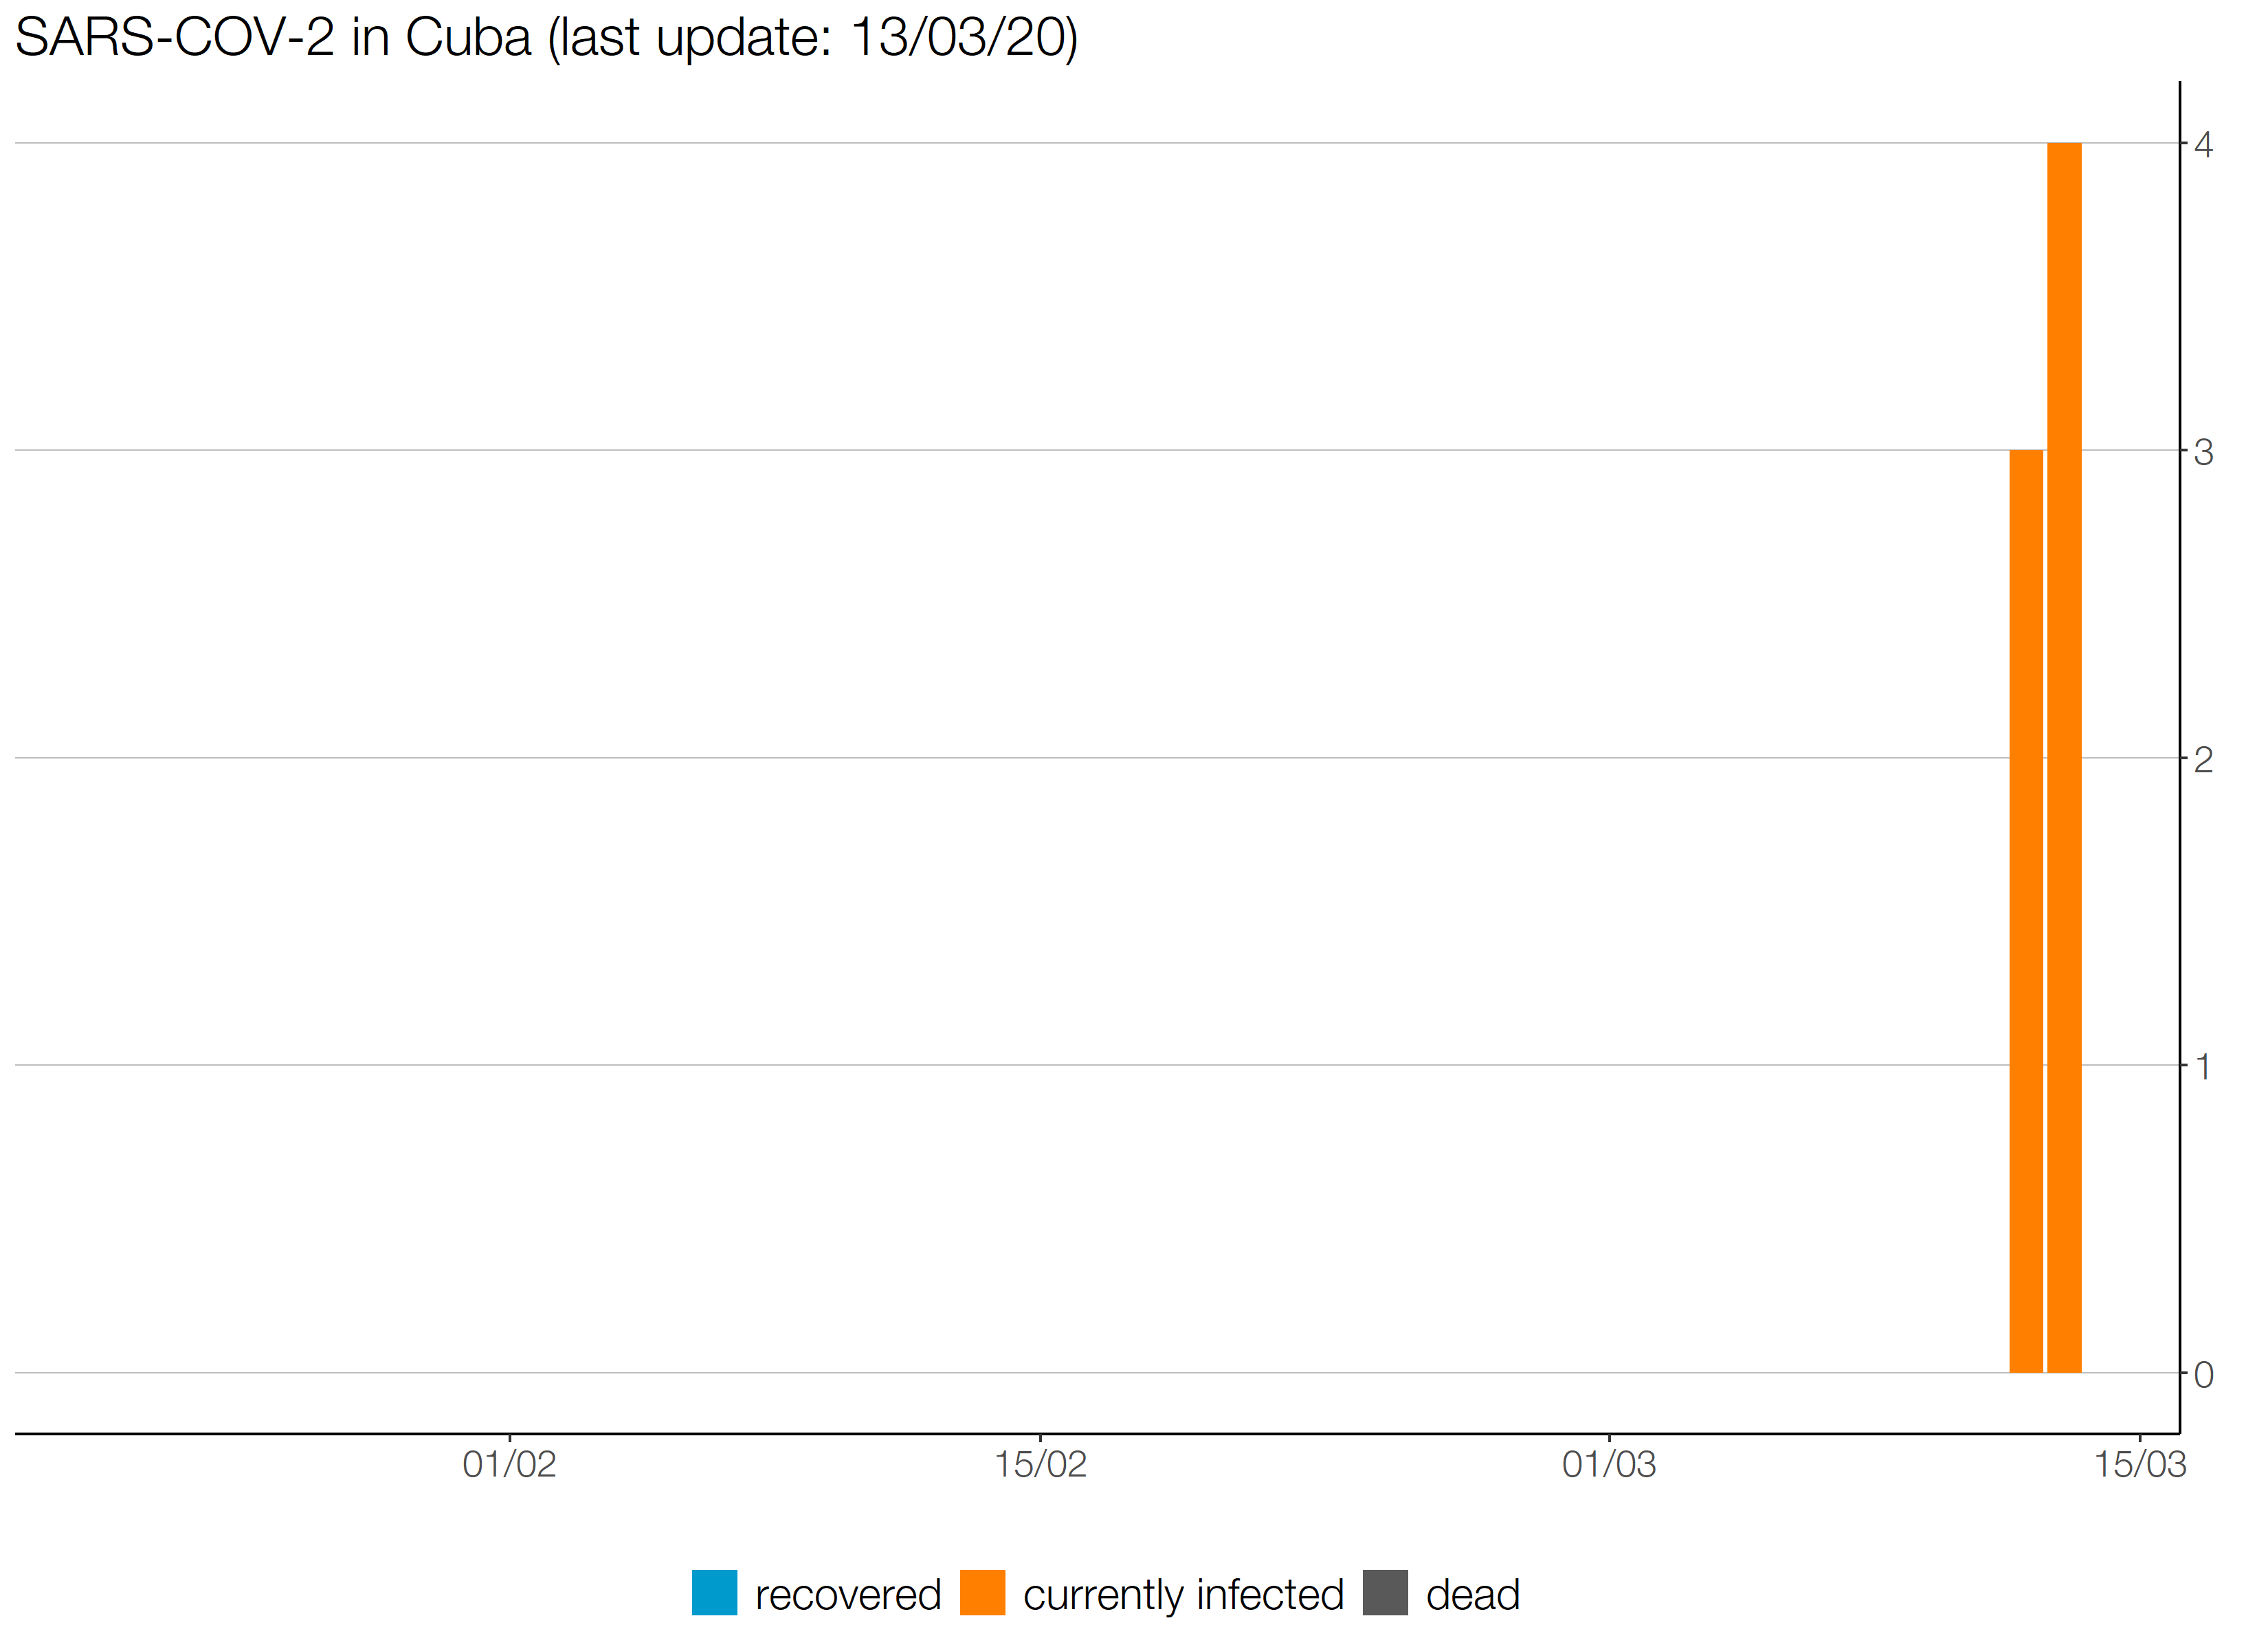 SARS-COV-2 in Cuba (last update: 13/03/20)
4
3
2
1
0
01/02 15/02 01/03 15/03
recovered currently infected dead